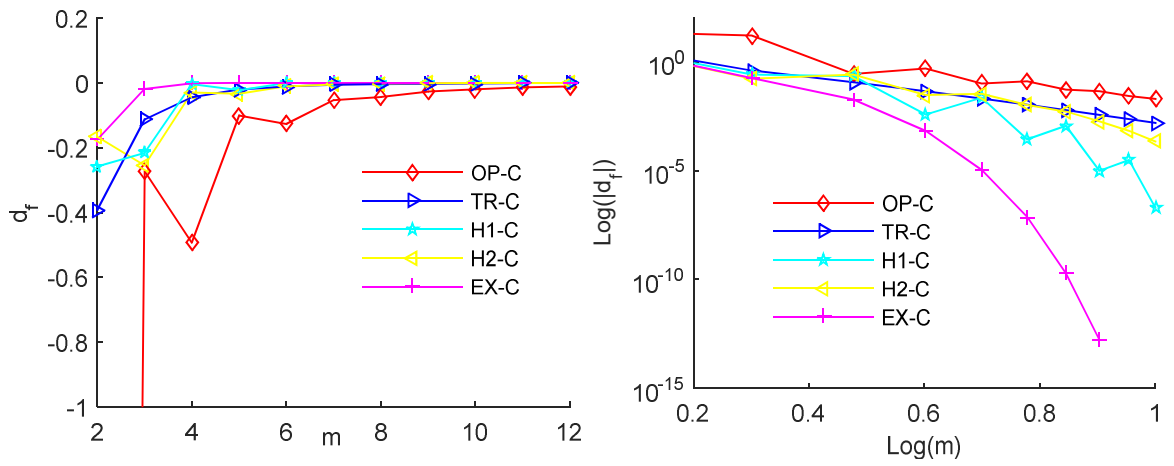 0.2
0
-0.2
-0.4
-0.6
-0.8
-1
d_f
2
4
6
8
10
12
m
OP-C
TR-C
H1-C
H2-C
EX-C
10^0
10^-5
10^-10
10^-15
Log(|d_f|)
0.2
0.4
0.6
0.8
1
Log(m)
OP-C
TR-C
H1-C
H2-C
EX-C